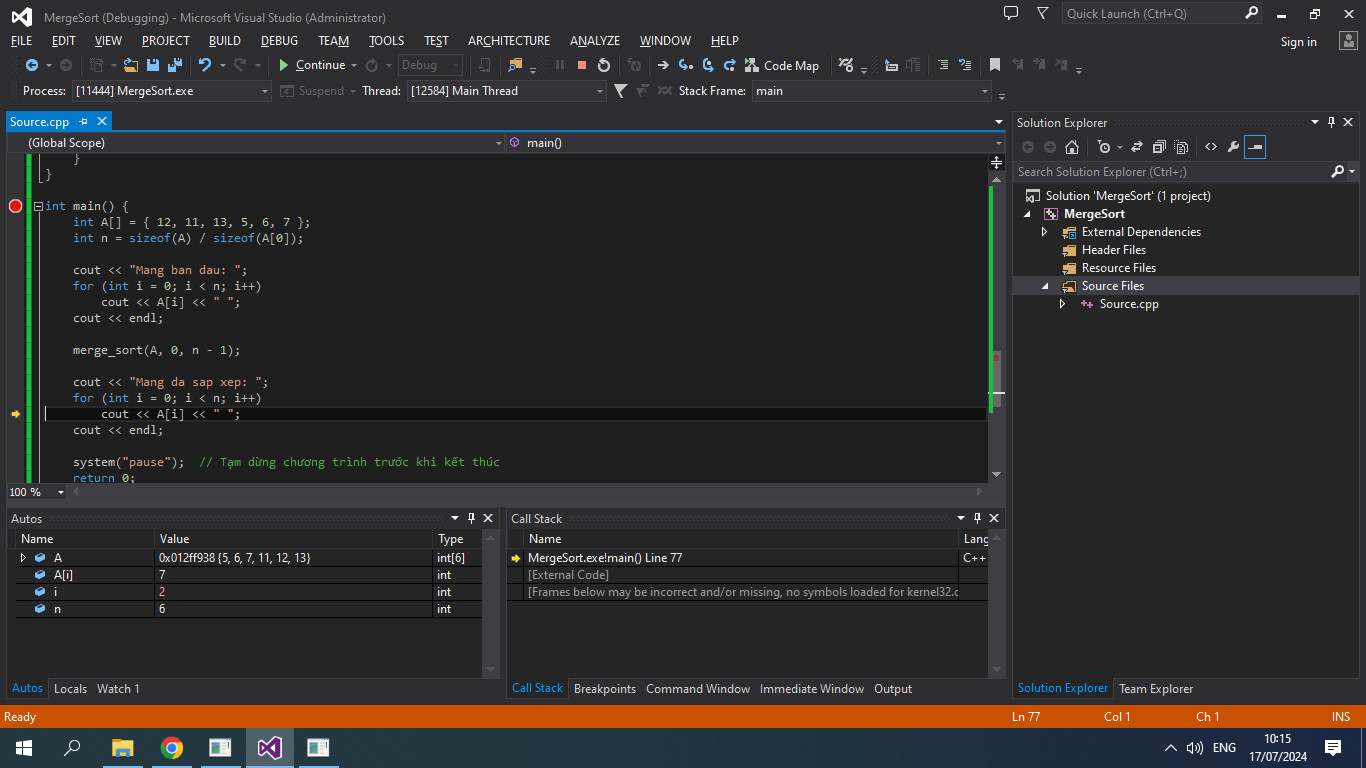 MergeSort (Debugging) - Microsoft Visual Studio (Administrator)
Quick Launch (Ctrl+Q)
FILE EDIT VIEW PROJECT BUILD DEBUG TEAM TOOLS TEST ARCHITECTURE ANALYZE WINDOW HELP
Sign in
Continue Debug Code Map
Process: [11444] MergeSort.exe Suspend Thread: [12584] Main Thread Stack Frame: main
Source.cpp
(Global Scope) main()
}
}
int main() {
int A[] = { 12, 11, 13, 5, 6, 7 };
int n = sizeof(A) / sizeof(A[0]);
cout << "Mang ban dau: ";
for (int i = 0; i < n; i++)
cout << A[i] << " ";
cout << endl;
merge_sort(A, 0, n - 1);
cout << "Mang da sap xep: ";
for (int i = 0; i < n; i++)
cout << A[i] << " ";
cout << endl;
system("pause"); // Tạm dừng chương trình trước khi kết thúc
return 0;
100 %
Solution Explorer
Search Solution Explorer (Ctrl+;)
Solution 'MergeSort' (1 project)
MergeSort
External Dependencies
Header Files
Resource Files
Source Files
Source.cpp
Autos
Name Value Type
A 0x012ff938 {5, 6, 7, 11, 12, 13} int[6]
A[i] 7 int
i 2 int
n 6 int
Autos Locals Watch 1
Call Stack
Name Lang
MergeSort.exe!main() Line 77 C++
[External Code]
[Frames below may be incorrect and/or missing, no symbols loaded for kernel32.d
Call Stack Breakpoints Command Window Immediate Window Output
Solution Explorer Team Explorer
Ready Ln 77 Col 1 Ch 1 INS
ENG
10:15
17/07/2024